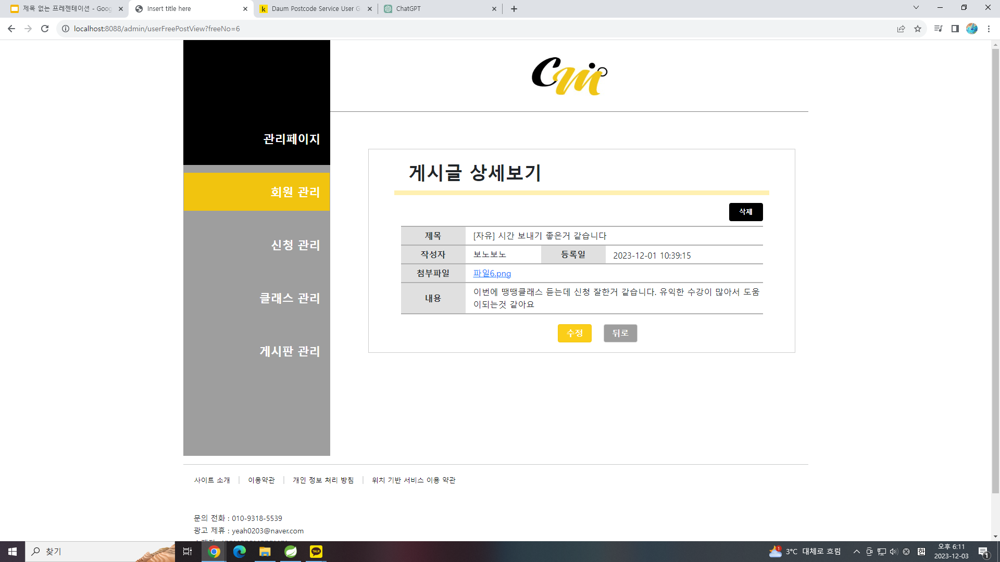 제목 없는 프레젠테이션 - Goog
Insert title here
Daum Postcode Service User G
ChatGPT
localhost:8088/admin/userFreePostView?freeNo=6
관리페이지
회원 관리
신청 관리
클래스 관리
게시판 관리
cm
게시글 상세보기
삭제
제목 [자유] 시간 보내기 좋은거 같습니다
작성자 보노보노 등록일 2023-12-01 10:39:15
첨부파일 파일6.png
내용 이번에 땡땡클래스 듣는데 신청 잘한거 같습니다. 유익한 수강이 많아서 도움
이되는것 같아요
수정 뒤로
사이트 소개 이용약관 개인 정보 처리 방침 위치 기반 서비스 이용 약관
문의 전화 : 010-9318-5539
광고 제휴 : yeah0203@naver.com
찾기
TALK
1
3°C 대체로 흐림
한
오후 6:11
2023-12-03
1